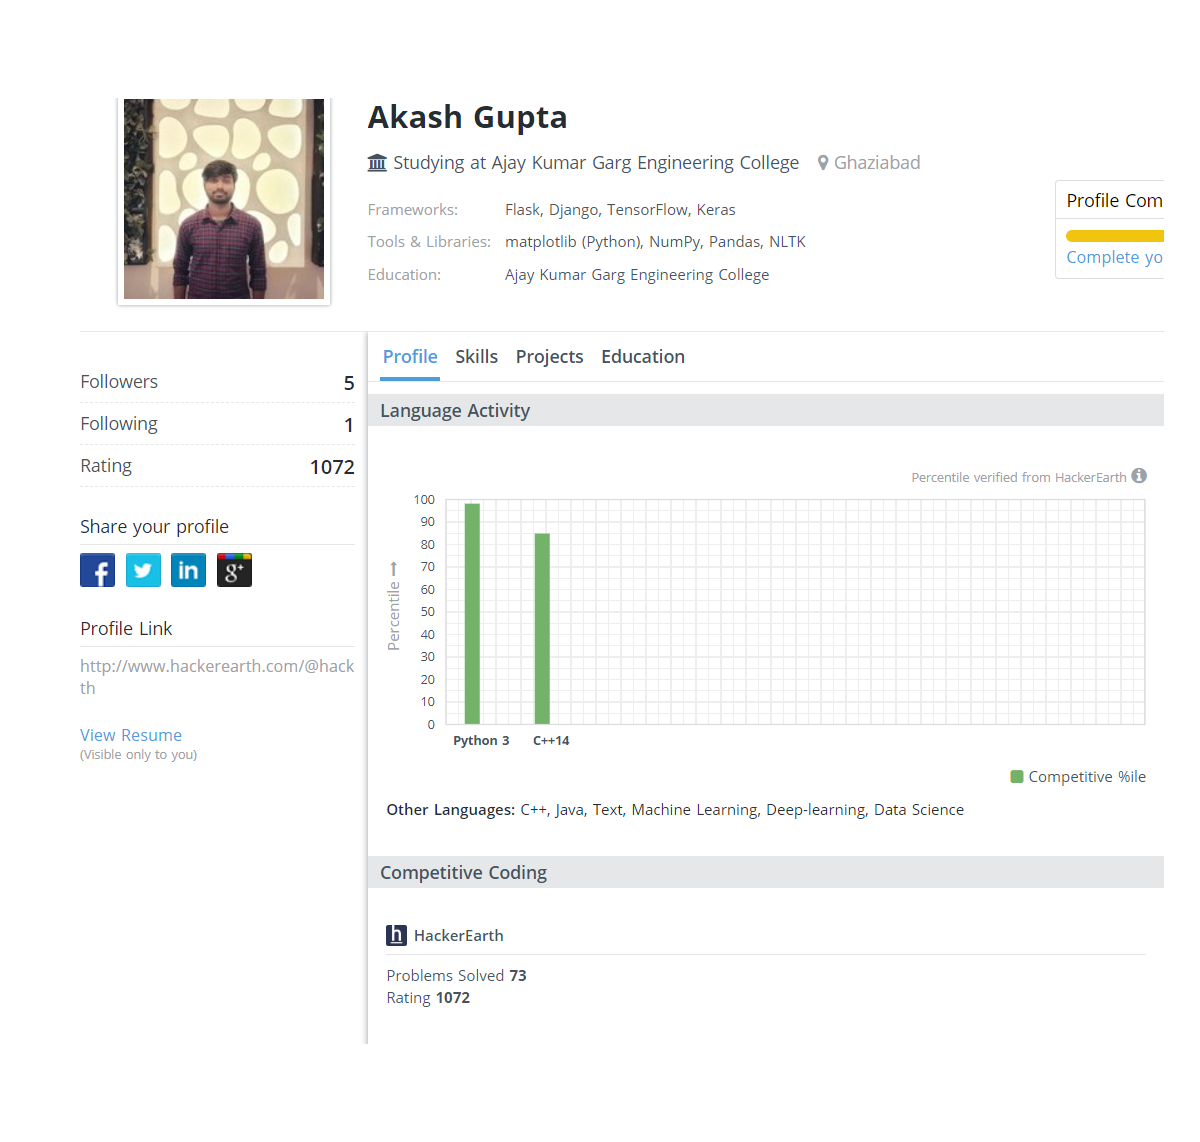 Akash Gupta
Studying at Ajay Kumar Garg Engineering College Ghaziabad
Frameworks: Flask, Django, TensorFlow, Keras
Tools & Libraries: matplotlib (Python), NumPy, Pandas, NLTK
Education: Ajay Kumar Garg Engineering College
Profile Com
Complete yo
Followers 5
Following 1
Rating 1072
Share your profile
f
in
g+
Profile Link
http://www.hackerearth.com/@hack
th
View Resume
(Visible only to you)
Profile Skills Projects Education
Language Activity
Percentile verified from HackerEarth i
Percentile →
100
90
80
70
60
50
40
30
20
10
0
Python 3 C++14
Competitive %ile
Other Languages: C++, Java, Text, Machine Learning, Deep-learning, Data Science
Competitive Coding
h HackerEarth
Problems Solved 73
Rating 1072